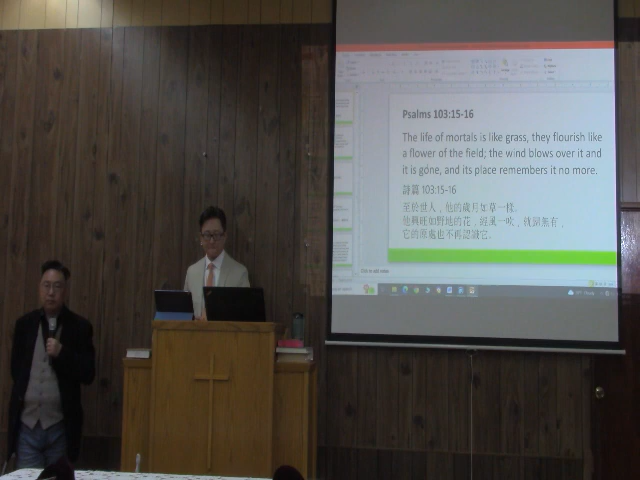 Psalms 103:15-16
The life of mortals is like grass, they flourish like
a flower of the field; the wind blows over it and
it is gone, and its place remembers it no more.
詩篇 103:15-16
至於世人，他的歲月如草一樣.
他興旺如野地的花，經風一吹，就歸無有，
它的原處也不再認識它.